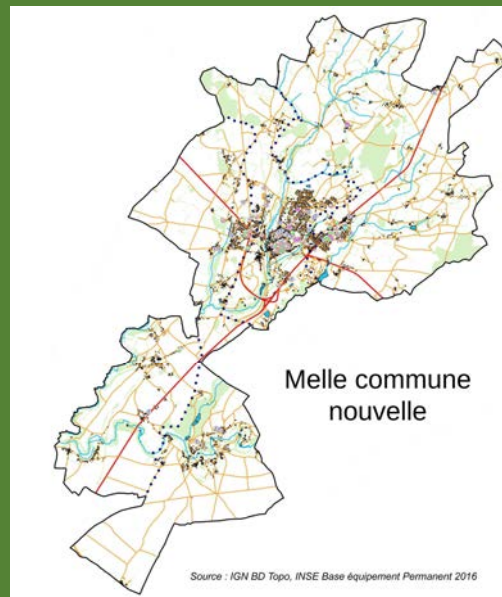 Melle commune
nouvelle
Source : IGN BD Topo, INSE Base équipement Permanent 2016